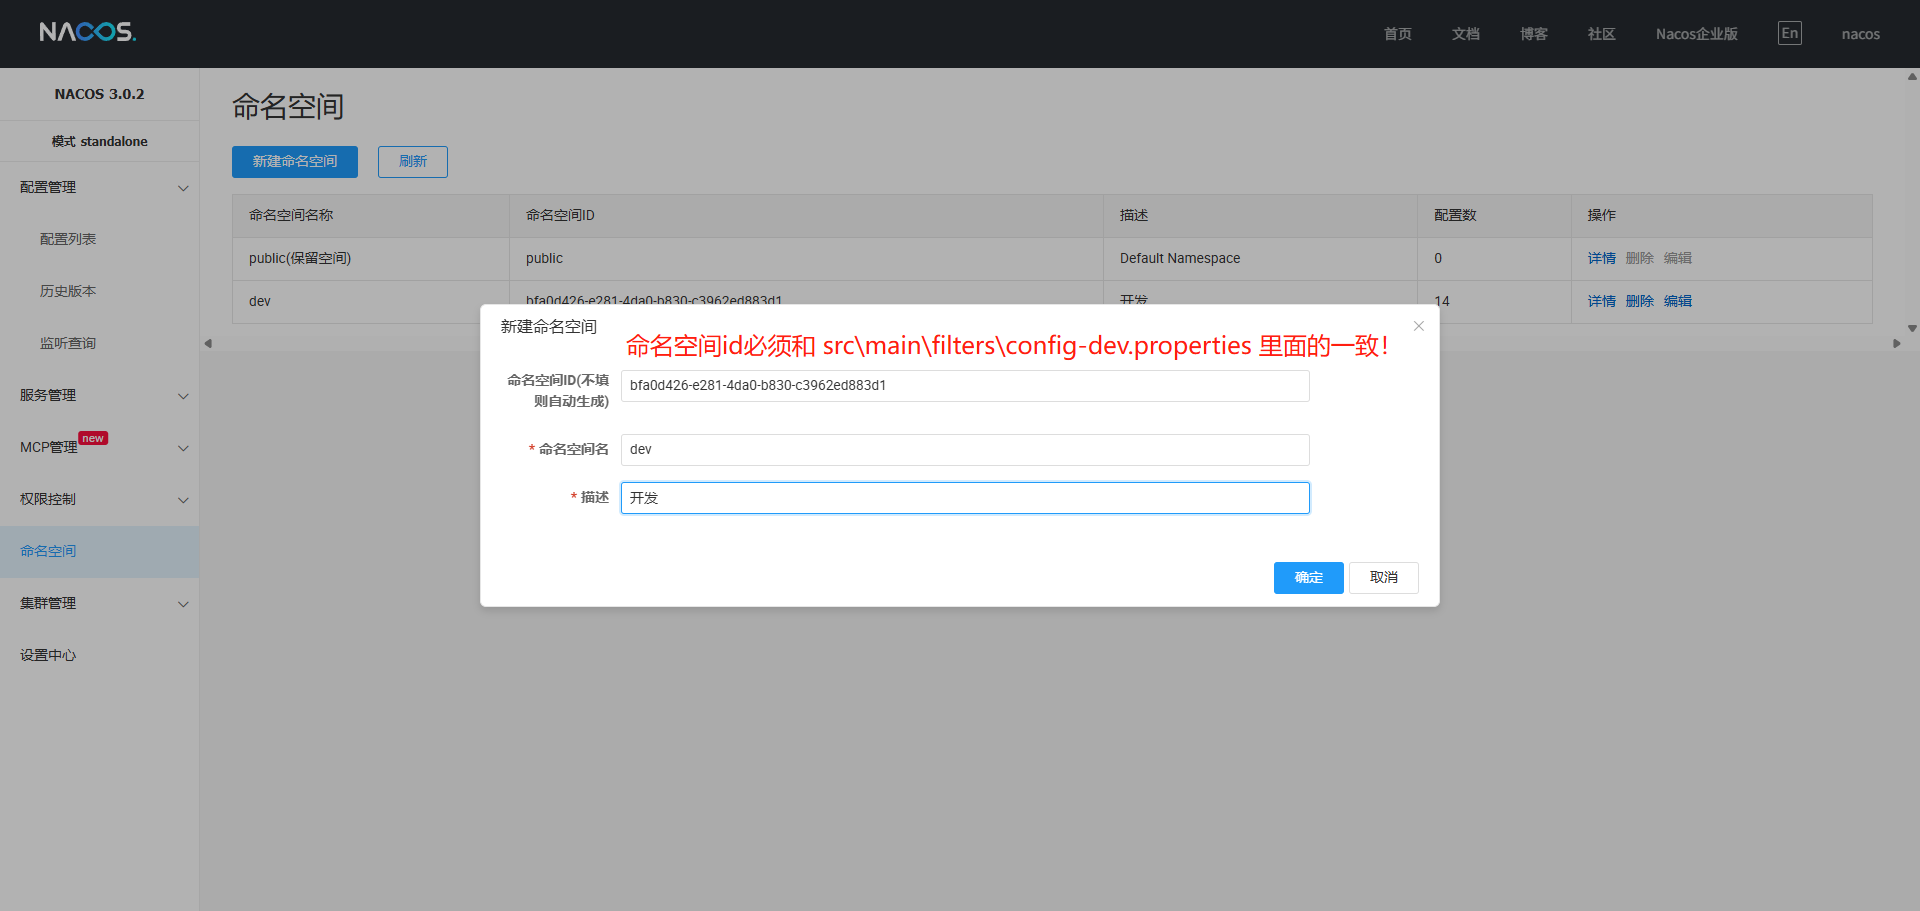 NACOS.
首页 文档 博客 社区 Nacos企业版 En nacos
NACOS 3.0.2
模式 standalone
配置管理
配置列表
历史版本
监听查询
服务管理
MCP管理 new
权限控制
命名空间
集群管理
设置中心
命名空间
新建命名空间 刷新
命名空间名称 命名空间ID 描述 配置数 操作
public(保留空间) public Default Namespace 0 详情 删除 编辑
dev bfa0d426-e281-4da0-b830-c3962ed883d1 开发 14 详情 删除 编辑
新建命名空间
命名空间id必须和 src\main\filters\config-dev.properties 里面的一致！
命名空间ID(不填
则自动生成)
bfa0d426-e281-4da0-b830-c3962ed883d1
* 命名空间名 dev
* 描述 开发
确定 取消